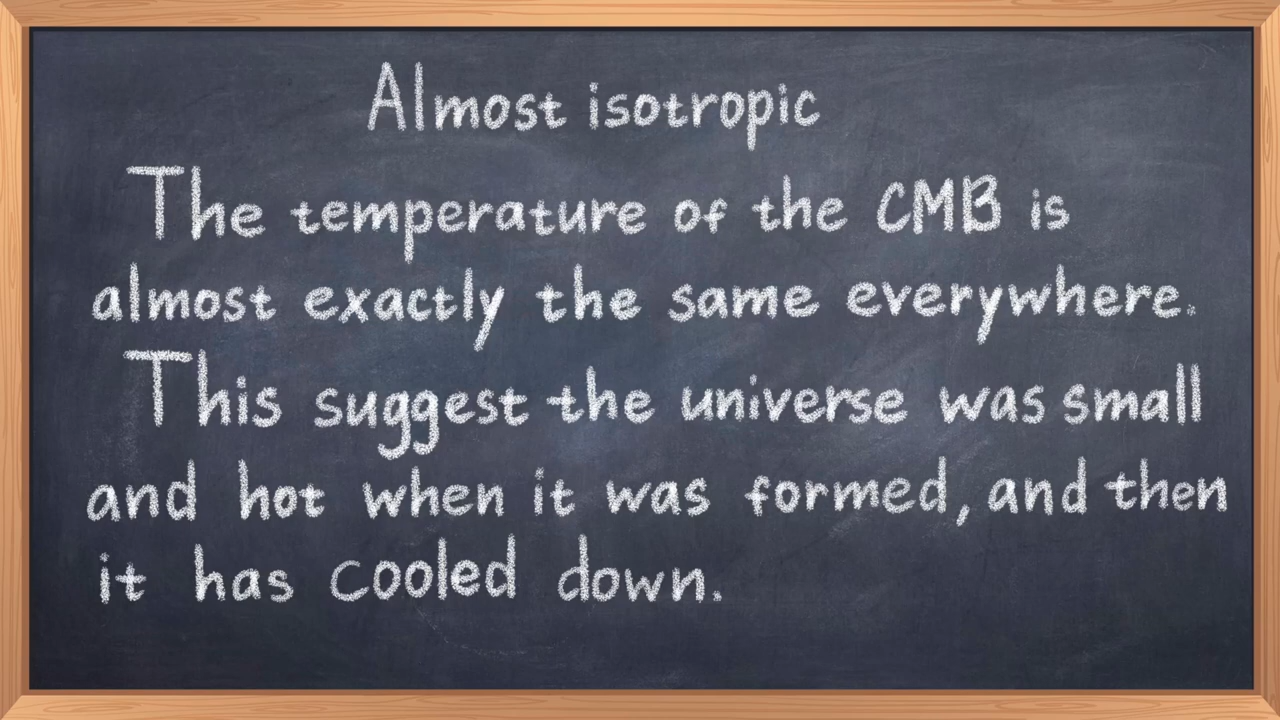 Almost isotropic
The temperature of the CMB is
almost exactly the same everywhere.
This suggest the universe was small
and hot when it was formed, and then
it has cooled down.